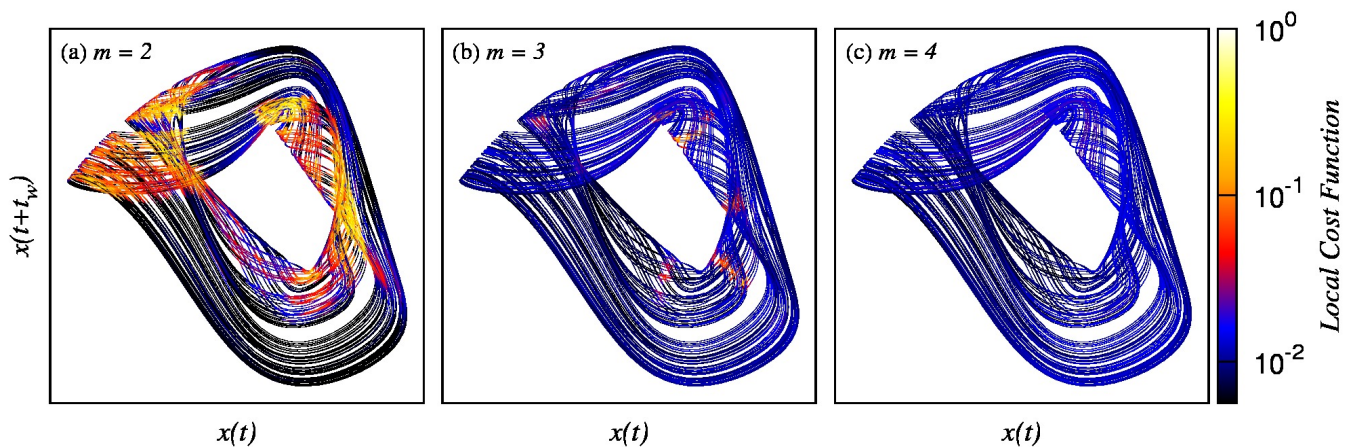 (a) m = 2
(b) m = 3
(c) m = 4
x(t+t_w)
x(t)
x(t)
x(t)
10^0
10^-1
10^-2
Local Cost Function